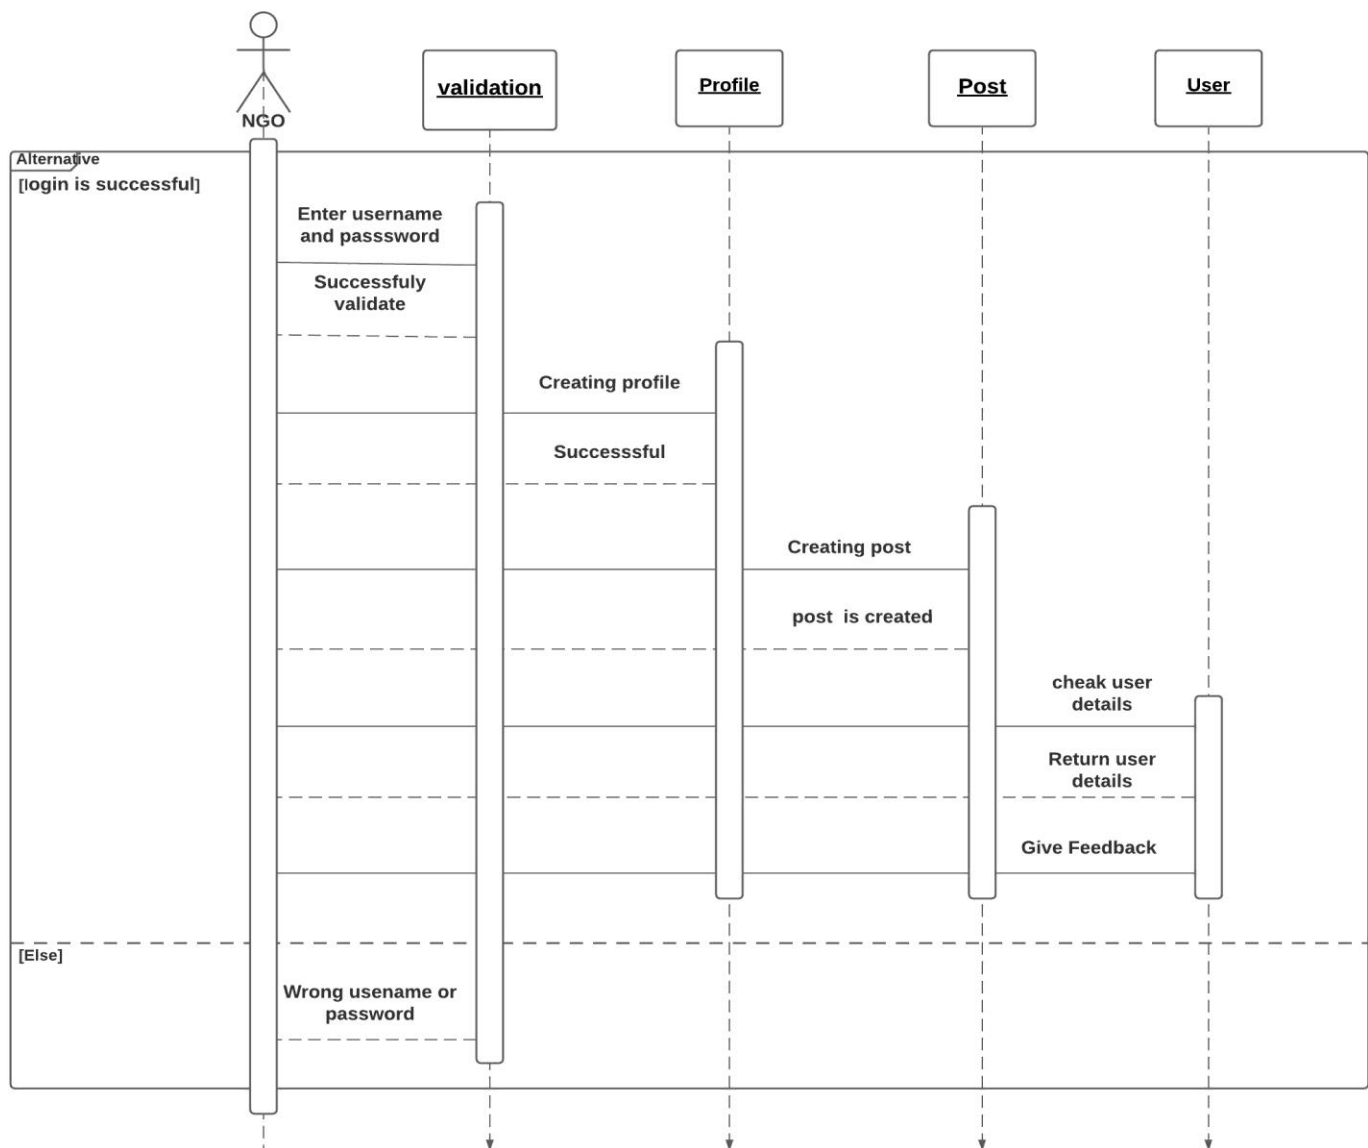 NGO
validation
Profile
Post
User
Alternative
[login is successful]
Enter username
and passsword
Successfuly
validate
Creating profile
Successsful
Creating post
post is created
cheak user
details
Return user
details
Give Feedback
[Else]
Wrong usename or
password